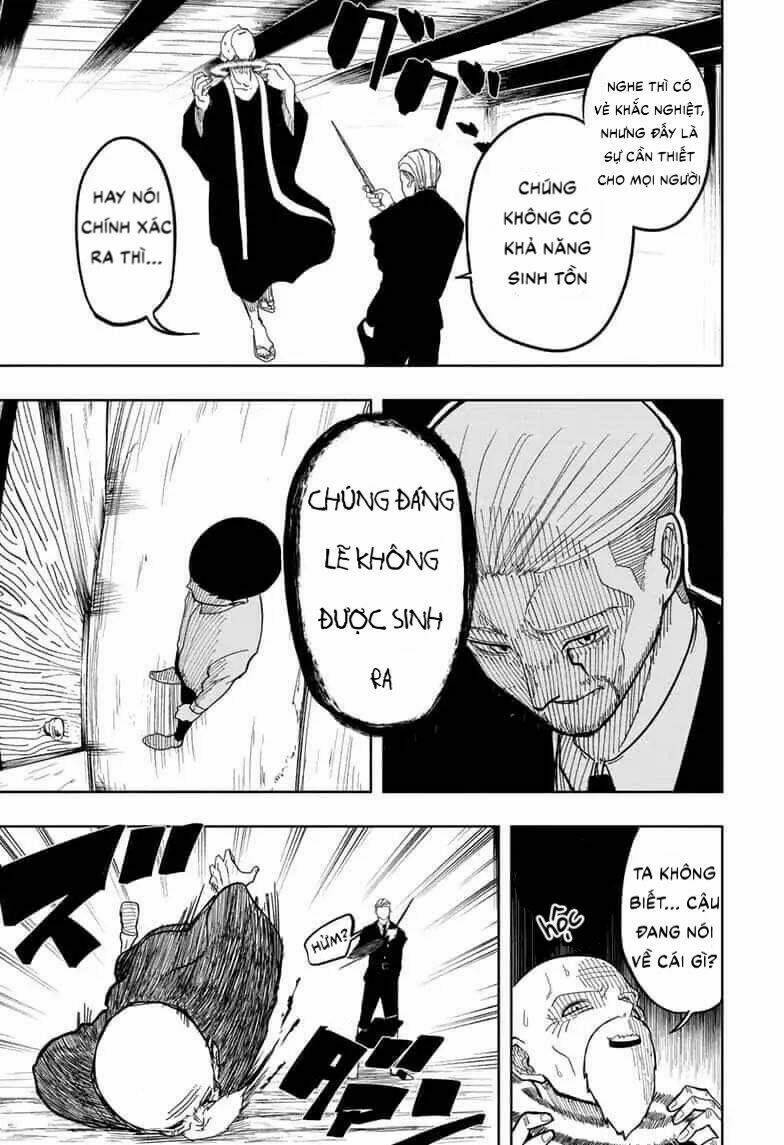 NGHE THÌ CÓ
VẺ KHẮC NGHIỆT,
NHƯNG ĐẤY LÀ
SỰ CẦN THIẾT
CHO MỌI NGƯỜI
CHÚNG
KHÔNG CÓ
KHẢ NĂNG
SINH TỒN
HAY NÓI
CHÍNH XÁC
RA THÌ...
CHÚNG ĐÁNG
LẼ KHÔNG
ĐƯỢC SINH
RA
TA KHÔNG
BIẾT... CẬU
ĐANG NÓI
VỀ CÁI GÌ?
hộc
HỬM?